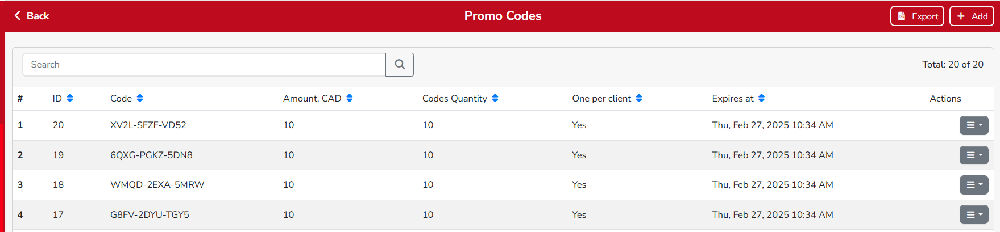 Back Promo Codes Export Add
Search Total: 20 of 20
# ID Code Amount, CAD Codes Quantity One per client Expires at Actions
1 20 XV2L-SFZF-VD52 10 10 Yes Thu, Feb 27, 2025 10:34 AM
2 19 6QXG-PGKZ-5DN8 10 10 Yes Thu, Feb 27, 2025 10:34 AM
3 18 WMQD-2EXA-5MRW 10 10 Yes Thu, Feb 27, 2025 10:34 AM
4 17 G8FV-2DYU-TGY5 10 10 Yes Thu, Feb 27, 2025 10:34 AM